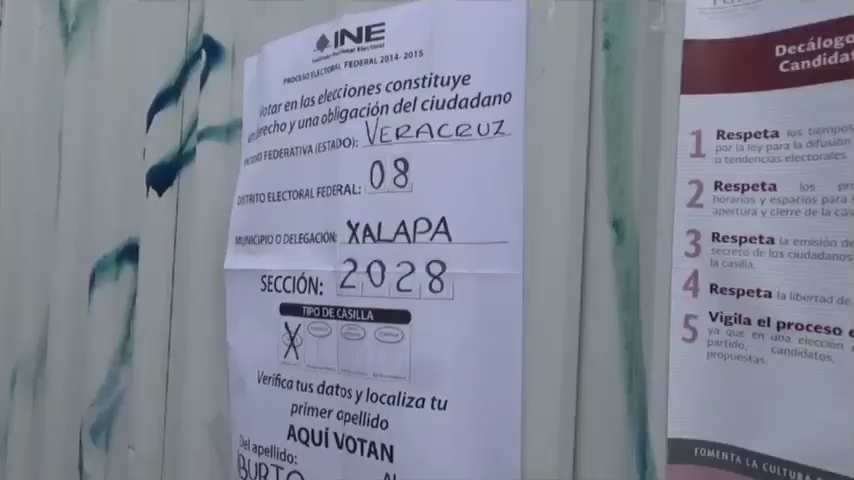 INE
Instituto Nacional Electoral
PROCESO ELECTORAL FEDERAL 2014-2015
Votar en las elecciones constituye
un derecho y una obligación del ciudadano
FEDERATIVA (ESTADO): VERACRUZ
DISTRITO ELECTORAL FEDERAL: 08
MUNICIPIO O DELEGACIÓN: XALAPA
SECCIÓN: 2028
TIPO DE CASILLA
X
Verifica tus datos y localiza tu
primer apellido
AQUÍ VOTAN
Del apellido:
BURTO
Decálogo
Candidat
1 Respeta los tiempos
por la ley para la difusión
o tendencias electorales.
2 Respeta los
horarios y espacios para
apertura y cierre de la
3 Respeta la emisión de
secreto de los ciudadanos
la casilla.
4 Respeta la libertad de
5 Vigila el proceso
ya que en una elección
partido, candidatos,
propuestas.
FOMENTA LA CULTURA